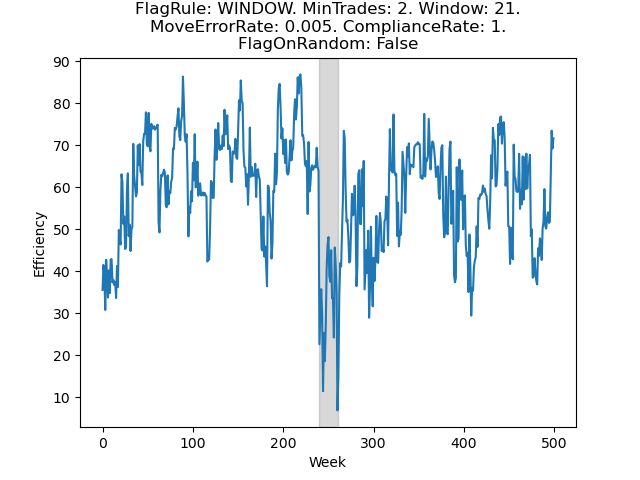 FlagRule: WINDOW. MinTrades: 2. Window: 21.
MoveErrorRate: 0.005. ComplianceRate: 1.
FlagOnRandom: False
90
80
70
60
50
40
30
20
10
Efficiency
0 100 200 300 400 500
Week